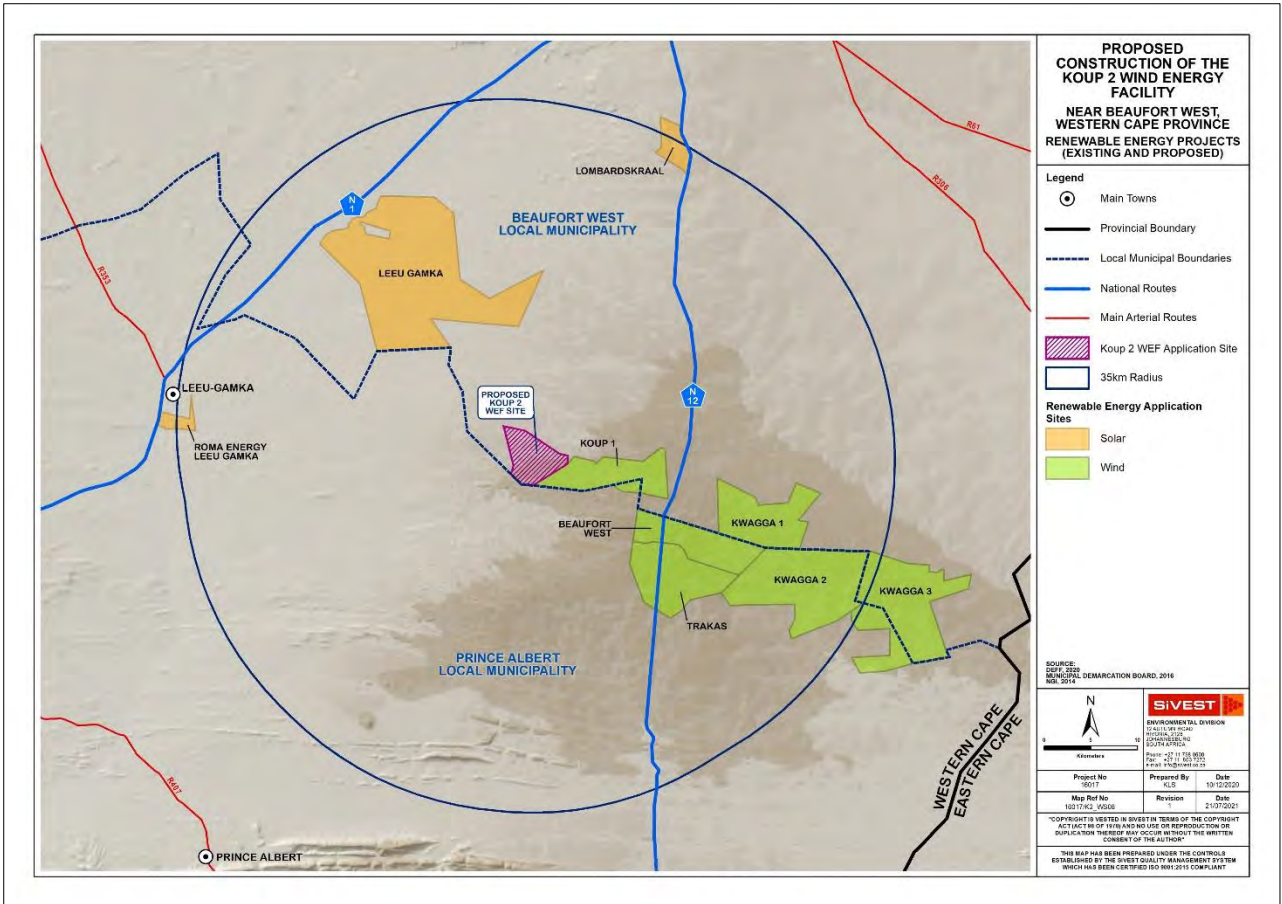 R61
R306
R353
N
1
LOMBARDSKRAAL
BEAUFORT WEST
LOCAL MUNICIPALITY
LEEU GAMKA
LEEU-GAMKA
N
12
ROMA ENERGY
LEEU GAMKA
PROPOSED
KOUP 2
WEF SITE
KOUP 1
BEAUFORT
WEST
KWAGGA 1
KWAGGA 2
KWAGGA 3
TRAKAS
PRINCE ALBERT
LOCAL MUNICIPALITY
WESTERN CAPE
EASTERN CAPE
R407
PRINCE ALBERT
PROPOSED
CONSTRUCTION OF THE
KOUP 2 WIND ENERGY
FACILITY
NEAR BEAUFORT WEST,
WESTERN CAPE PROVINCE
RENEWABLE ENERGY PROJECTS
(EXISTING AND PROPOSED)
Legend
Main Towns
Provincial Boundary
Local Municipal Boundaries
National Routes
Main Arterial Routes
Koup 2 WEF Application Site
35km Radius
Renewable Energy Application
Sites
Solar
Wind
SOURCE:
DEFF, 2020
MUNICIPAL DEMARCATION BOARD, 2016
NGI, 2014
N
0 5 10
Kilometers
SiVEST
ENVIRONMENTAL DIVISION
JOHANNESBURG
SOUTH AFRICA
Project No
16017
Prepared By
KLS
Date
10/12/2020
Map Ref No
16017/K2_WS06
Revision
1
Date
21/07/2021
"COPYRIGHT IS VESTED IN SIVEST IN TERMS OF THE COPYRIGHT
ACT (ACT 98 OF 1978) AND NO USE OR REPRODUCTION OR
DUPLICATION THEREOF MAY OCCUR WITHOUT THE WRITTEN
CONSENT OF THE AUTHOR"
THIS MAP HAS BEEN PREPARED UNDER THE CONTROLS
ESTABLISHED BY THE SIVEST QUALITY MANAGEMENT SYSTEM
WHICH HAS BEEN CERTIFIED ISO 9001:2015 COMPLIANT